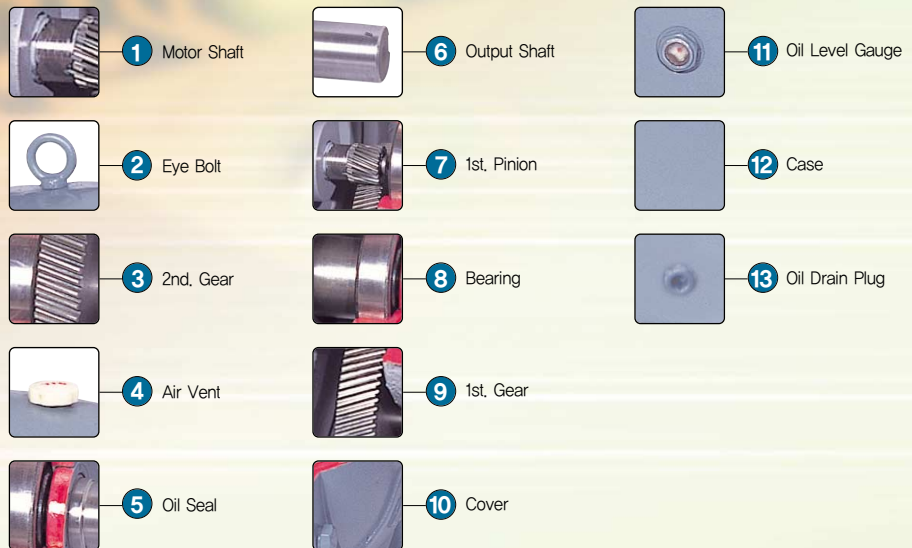 1 Motor Shaft
2 Eye Bolt
3 2nd. Gear
4 Air Vent
5 Oil Seal
6 Output Shaft
7 1st. Pinion
8 Bearing
9 1st. Gear
10 Cover
11 Oil Level Gauge
12 Case
13 Oil Drain Plug